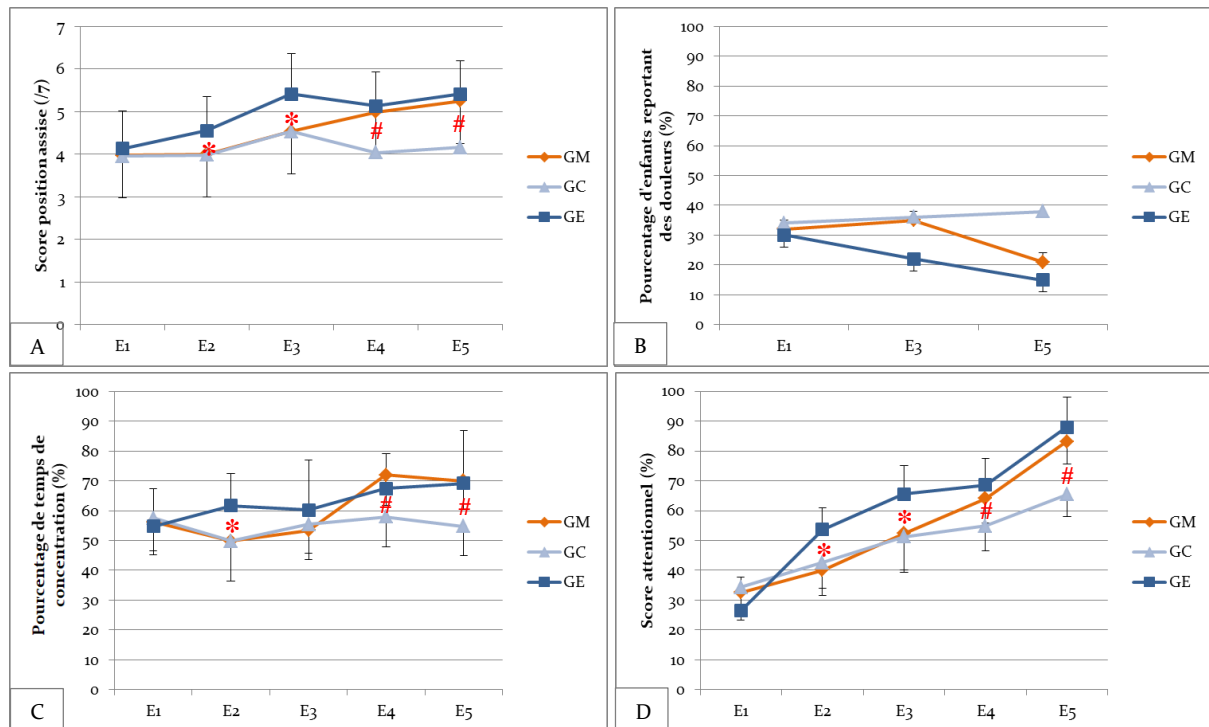 Score position assise (/7)
7
6
5
4
3
2
1
0
*
*
#
#
E1 E2 E3 E4 E5
GM
GC
GE
A
Pourcentage d'enfants reportant
des douleurs (%)
100
90
80
70
60
50
40
30
20
10
0
E1 E3 E5
GM
GC
GE
B
Pourcentage de temps de
concentration (%)
100
90
80
70
60
50
40
30
20
10
0
*
#
#
E1 E2 E3 E4 E5
GM
GC
GE
C
Score attentionnel (%)
100
90
80
70
60
50
40
30
20
10
0
*
*
#
#
E1 E2 E3 E4 E5
GM
GC
GE
D